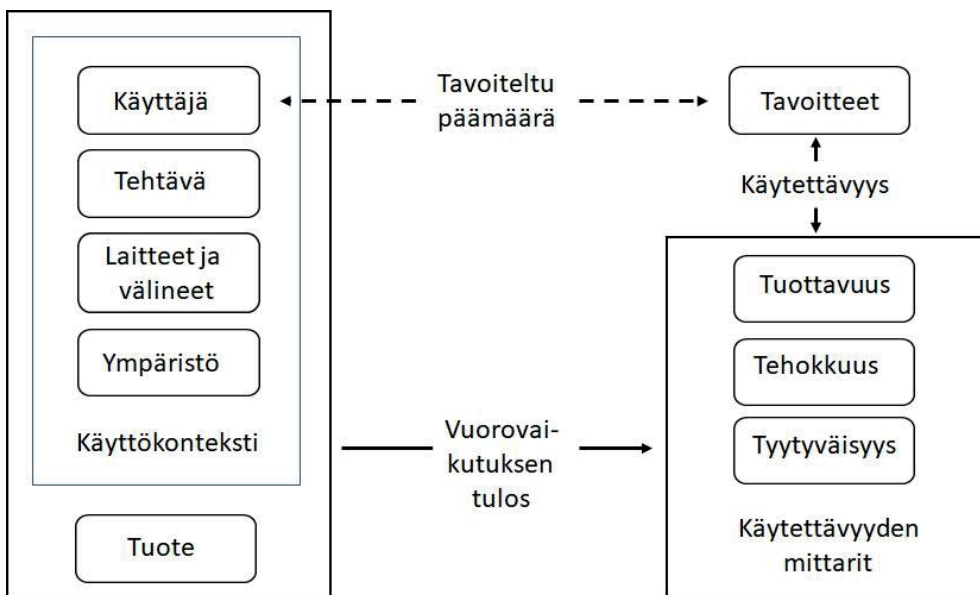 Käyttäjä
Tehtävä
Laitteet ja
välineet
Ympäristö
Käyttökonteksti
Tuote
Tavoiteltu
päämäärä
Vuorovai-
kutuksen
tulos
Tavoitteet
Käytettävyys
Tuottavuus
Tehokkuus
Tyytyväisyys
Käytettävyyden
mittarit